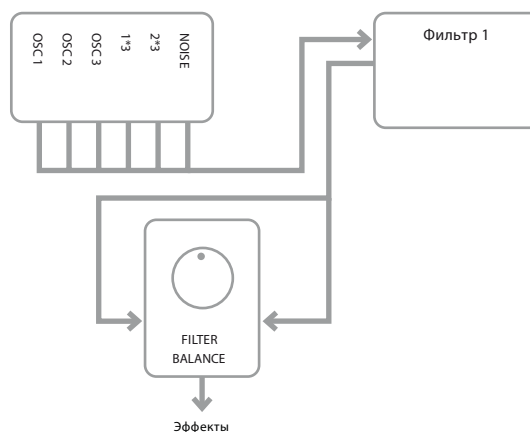 OSC 1
OSC 2
OSC 3
1*3
2*3
NOISE
Фильтр 1
FILTER
BALANCE
Эффекты